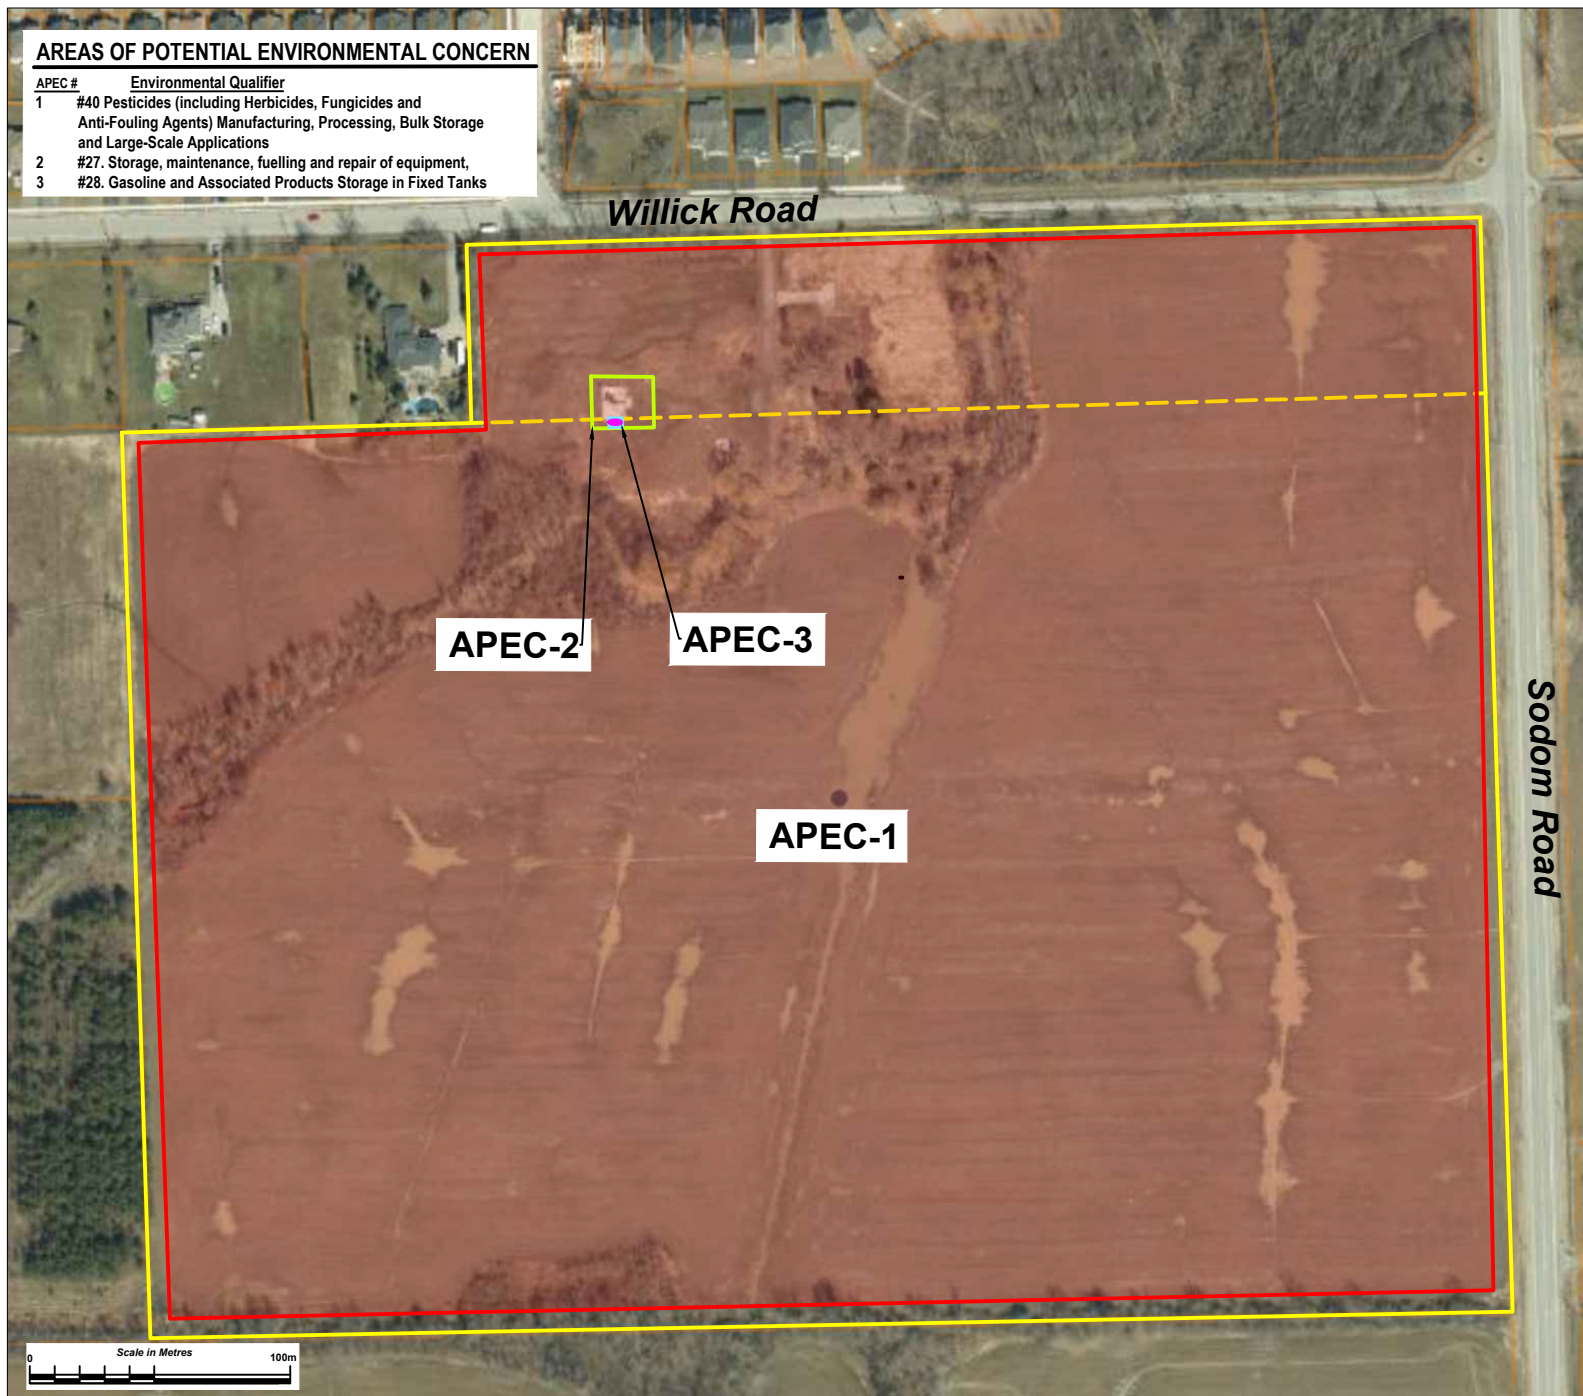 AREAS OF POTENTIAL ENVIRONMENTAL CONCERN
APEC # Environmental Qualifier
1 #40 Pesticides (including Herbicides, Fungicides and
Anti-Fouling Agents) Manufacturing, Processing, Bulk Storage
and Large-Scale Applications
2 #27. Storage, maintenance, fuelling and repair of equipment,
3 #28. Gasoline and Associated Products Storage in Fixed Tanks
Willick Road
APEC-2
APEC-3
Sodom Road
APEC-1
Scale in Metres
0 100m